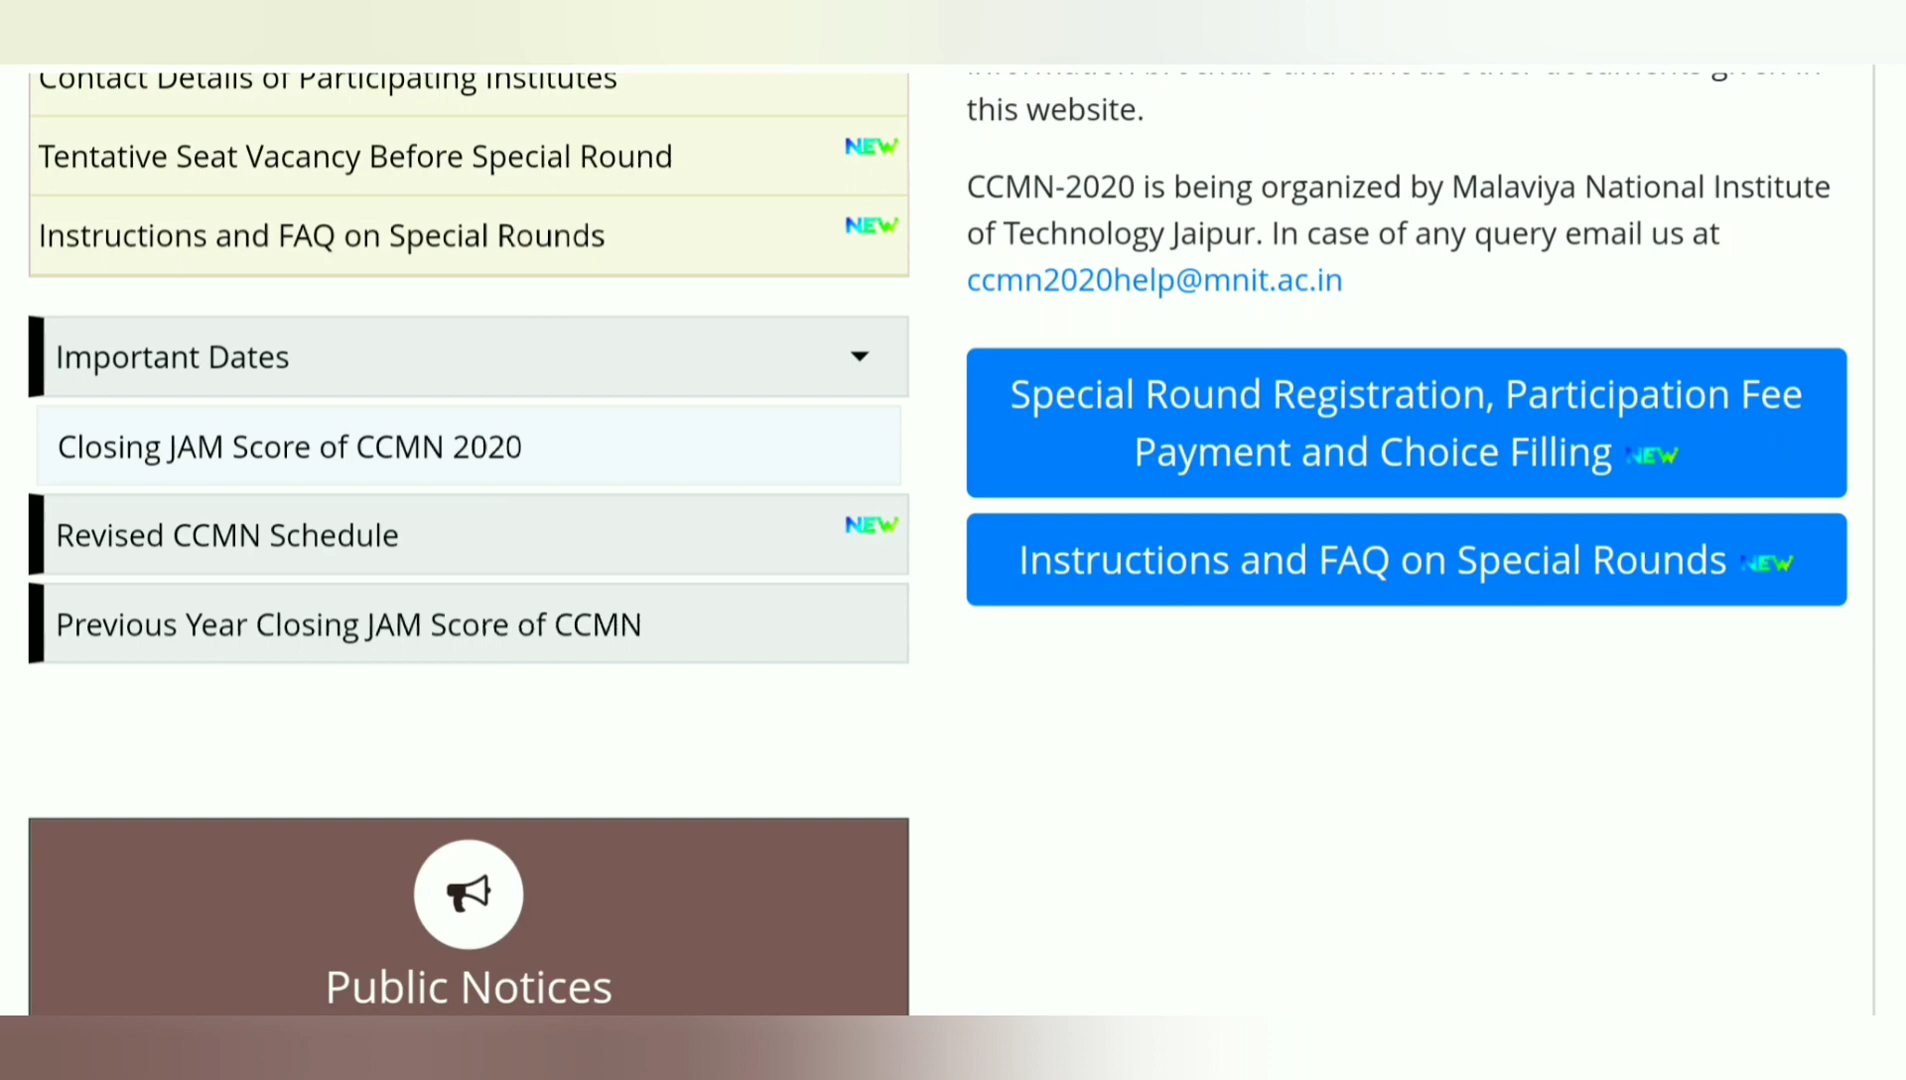 Contact Details of Participating Institutes
Tentative Seat Vacancy Before Special Round NEW
Instructions and FAQ on Special Rounds NEW
Important Dates
Closing JAM Score of CCMN 2020
Revised CCMN Schedule NEW
Previous Year Closing JAM Score of CCMN
Public Notices
this website.
CCMN-2020 is being organized by Malaviya National Institute
of Technology Jaipur. In case of any query email us at
ccmn2020help@mnit.ac.in
Special Round Registration, Participation Fee
Payment and Choice Filling NEW
Instructions and FAQ on Special Rounds NEW